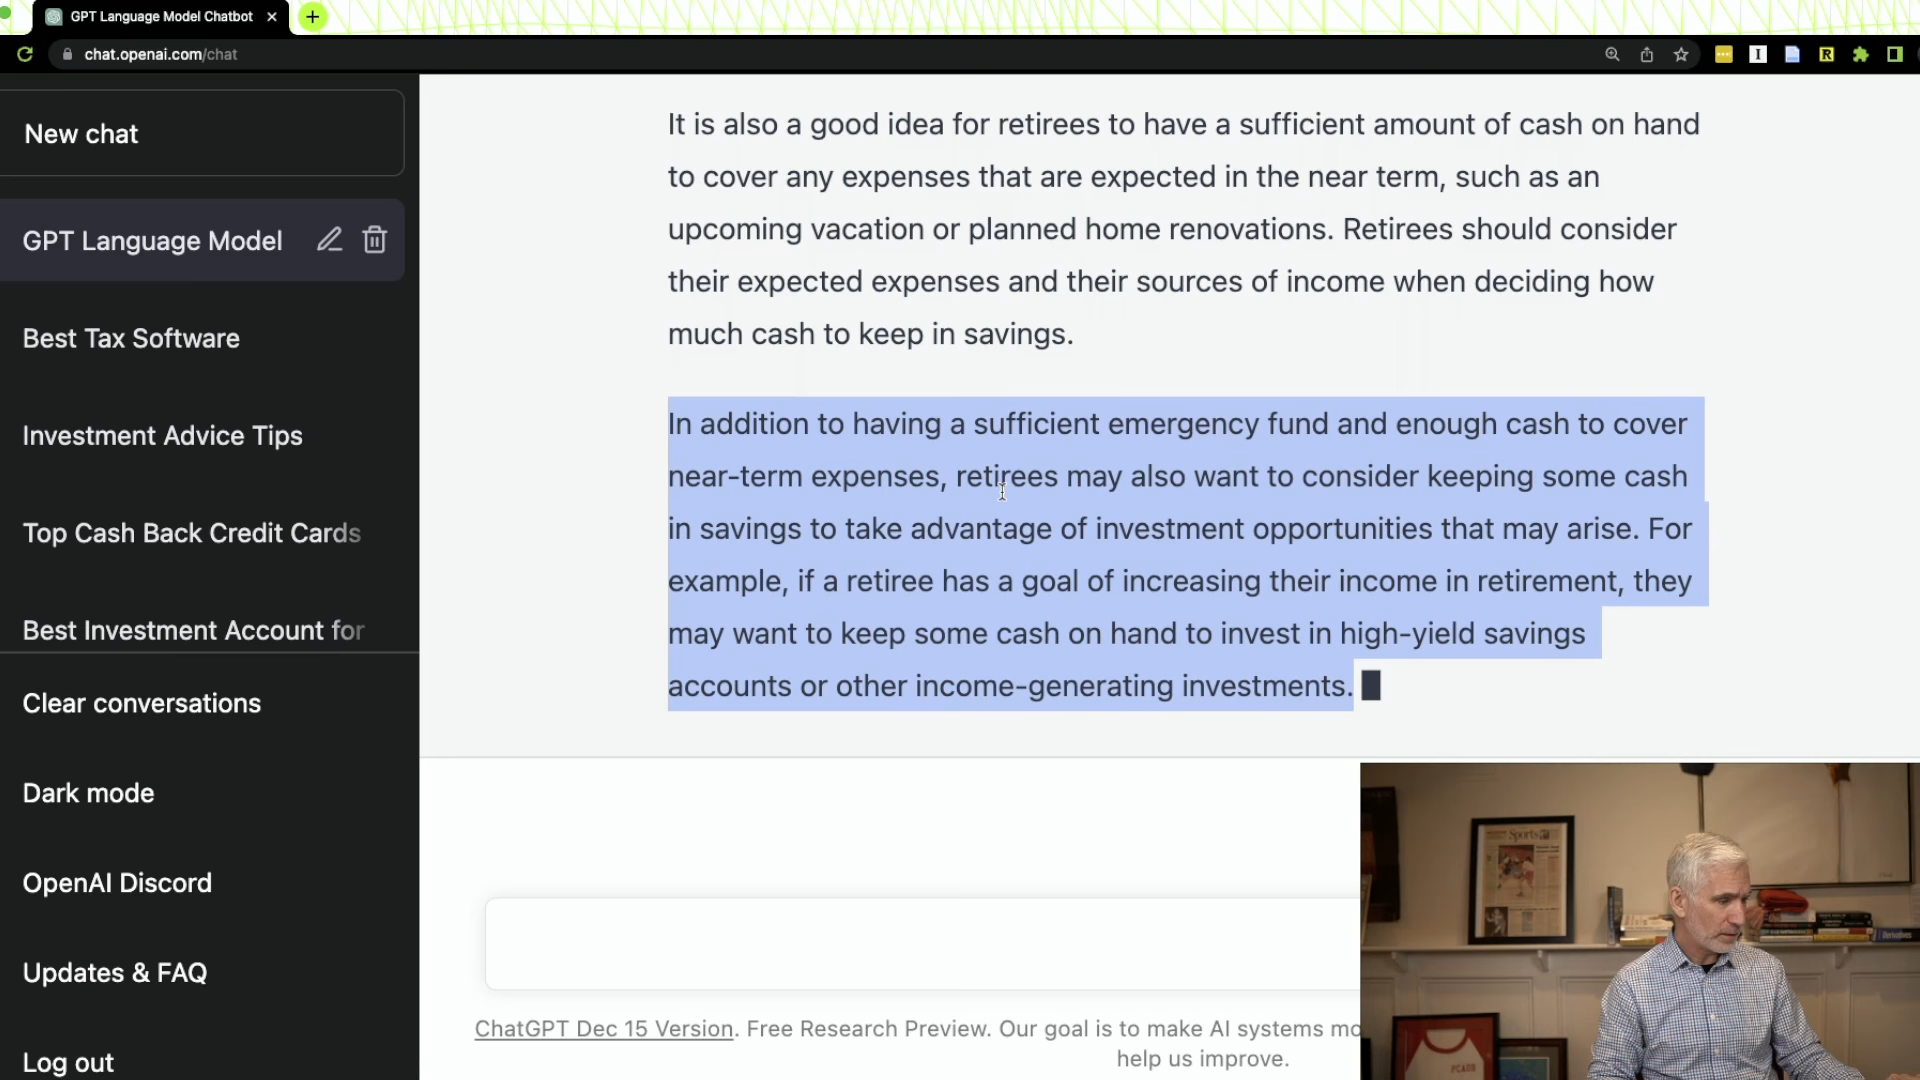 GPT Language Model Chatbot
chat.openai.com/chat
New chat
GPT Language Model
Best Tax Software
Investment Advice Tips
Top Cash Back Credit Cards
Best Investment Account for
Clear conversations
Dark mode
OpenAI Discord
Updates & FAQ
Log out
It is also a good idea for retirees to have a sufficient amount of cash on hand
to cover any expenses that are expected in the near term, such as an
upcoming vacation or planned home renovations. Retirees should consider
their expected expenses and their sources of income when deciding how
much cash to keep in savings.
In addition to having a sufficient emergency fund and enough cash to cover
near-term expenses, retirees may also want to consider keeping some cash
in savings to take advantage of investment opportunities that may arise. For
example, if a retiree has a goal of increasing their income in retirement, they
may want to keep some cash on hand to invest in high-yield savings
accounts or other income-generating investments.
ChatGPT Dec 15 Version. Free Research Preview. Our goal is to make AI systems mo
help us improve.
Sports
Derivatives